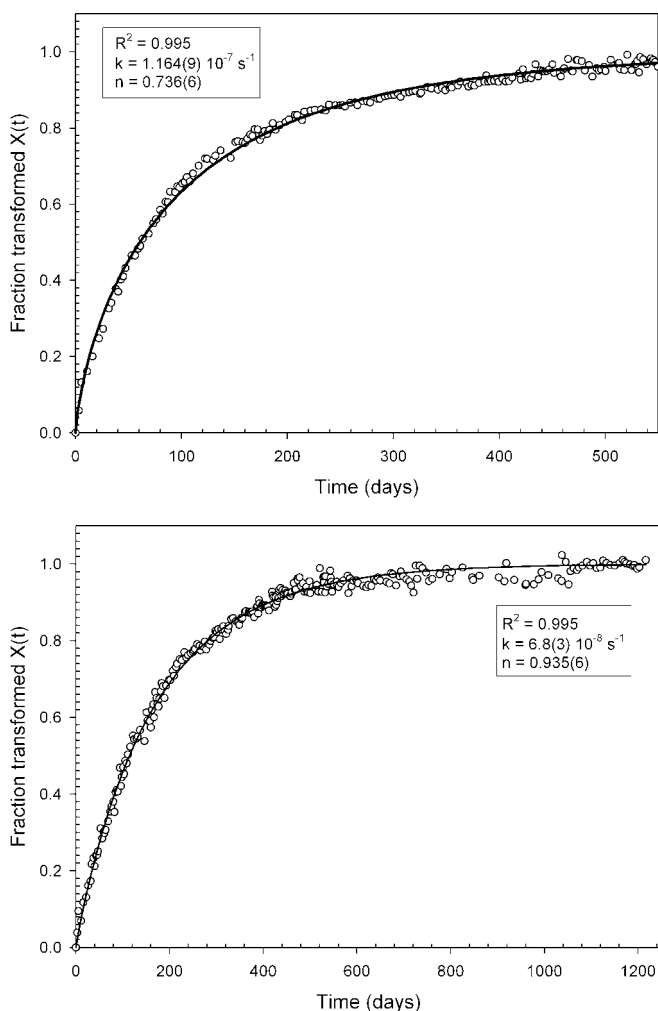 R² = 0.995
k = 1.164(9) 10⁻⁷ s⁻¹
n = 0.736(6)
Fraction transformed X(t)
1.0
0.8
0.6
0.4
0.2
0.0
0 100 200 300 400 500
Time (days)
R² = 0.995
k = 6.8(3) 10⁻⁸ s⁻¹
n = 0.935(6)
Fraction transformed X(t)
1.0
0.8
0.6
0.4
0.2
0.0
0 200 400 600 800 1000 1200
Time (days)